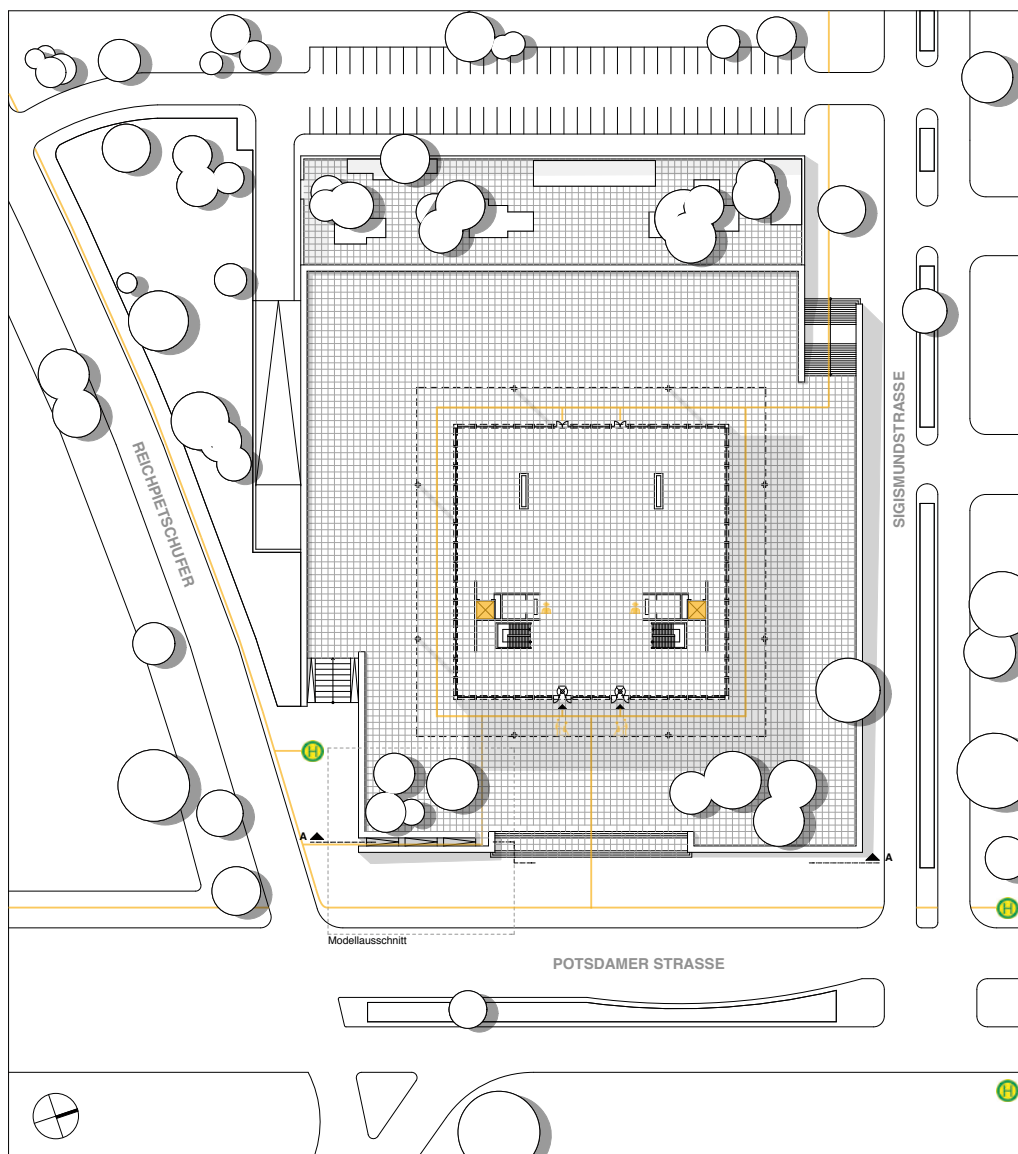 SIGISMUNDSTRASSE
REICHPIETSCHUFER
H
A
A
H
Modellausschnitt
POTSDAMER STRASSE
H